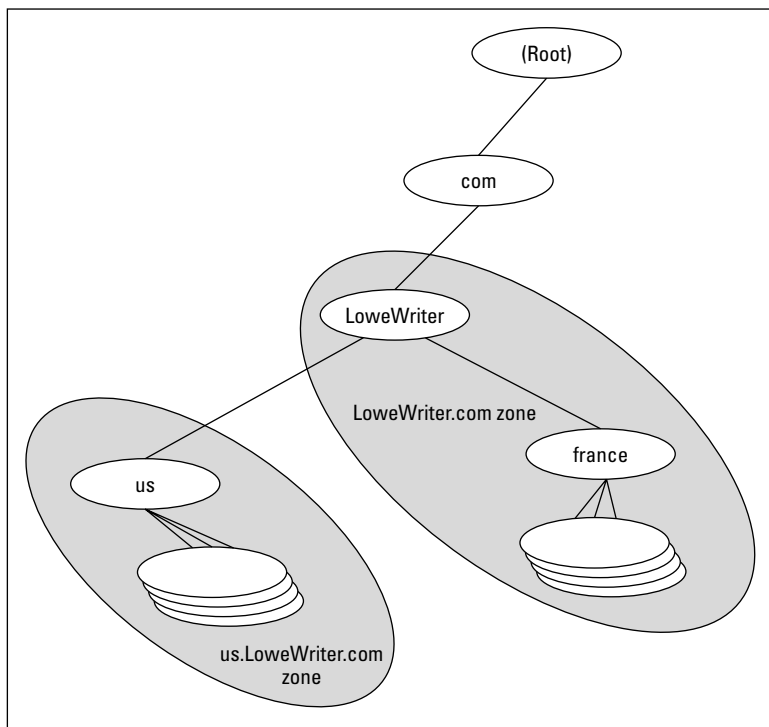 (Root)
com
LoweWriter
LoweWriter.com zone
france
us
us.LoweWriter.com
zone